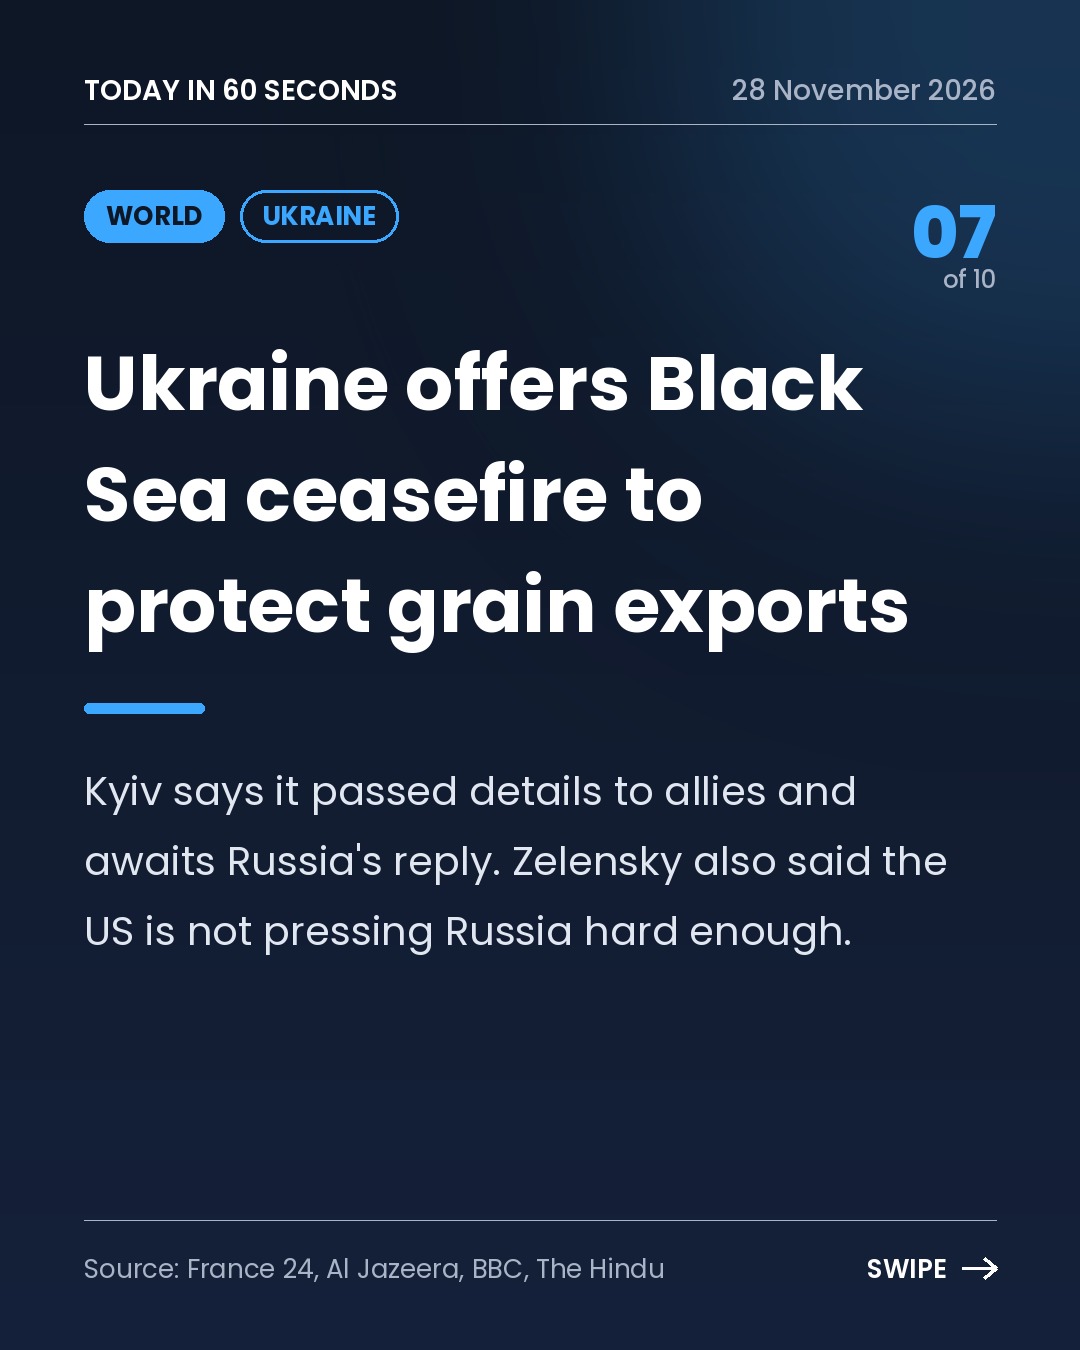 TODAY IN 60 SECONDS
28 November 2026
WORLD
UKRAINE
07
of 10
Ukraine offers Black
Sea ceasefire to
protect grain exports
Kyiv says it passed details to allies and
awaits Russia's reply. Zelensky also said the
US is not pressing Russia hard enough.
Source: France 24, Al Jazeera, BBC, The Hindu
SWIPE